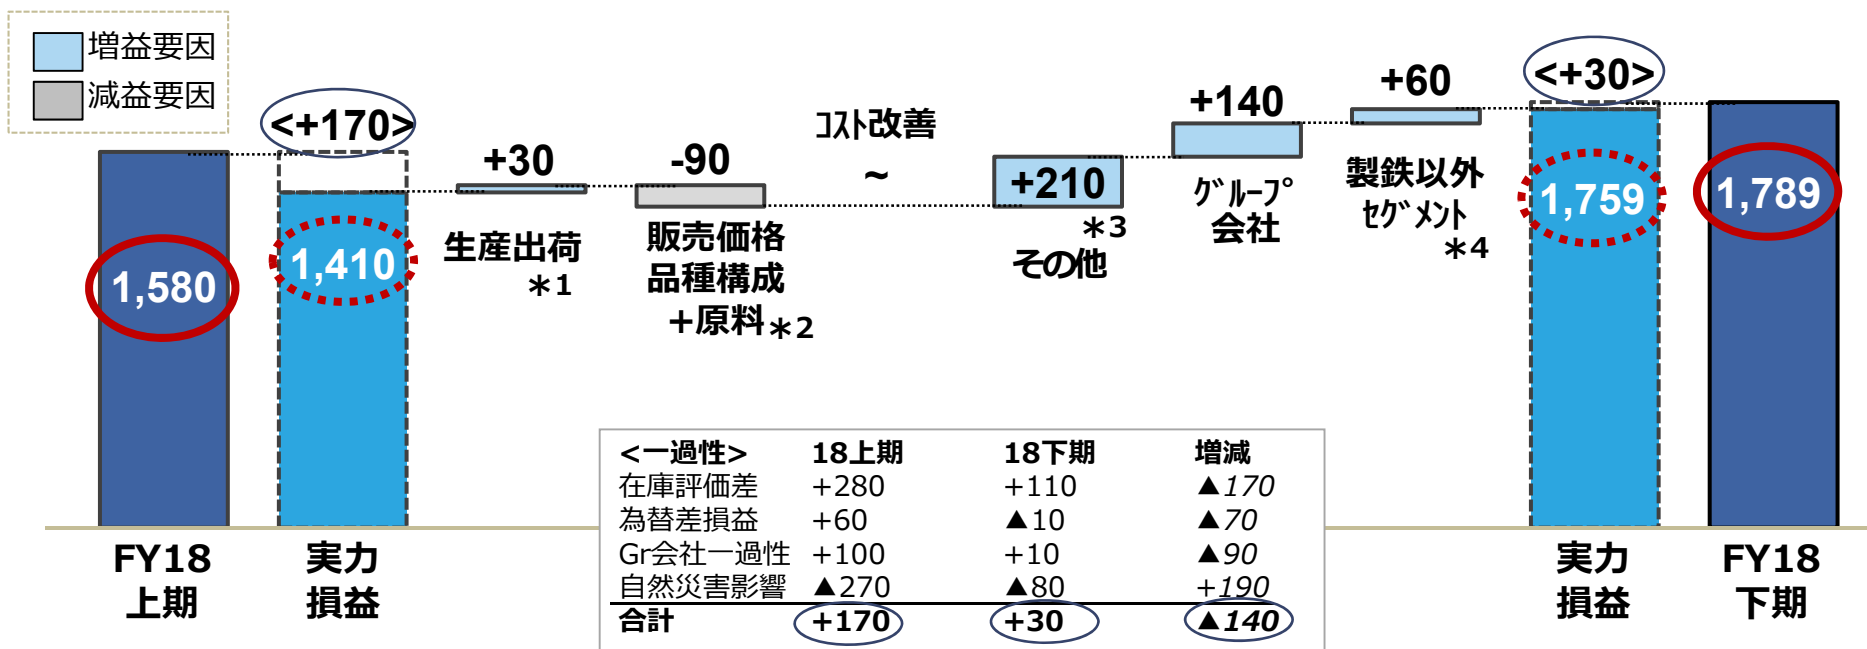 増益要因
減益要因
<+170>
+30
-90
コスト改善
~
+210
+140
+60
<+30>
1,580
1,410
生産出荷
*1
販売価格
品種構成
+原料*2
*3
その他
グループ
会社
製鉄以外
セグメント
*4
1,759
1,789
<一過性> 18上期 18下期 増減
在庫評価差 +280 +110 ▲170
為替差損益 +60 ▲10 ▲70
Gr会社一過性 +100 +10 ▲90
自然災害影響 ▲270 ▲80 +190
合計 +170 +30 ▲140
FY18
上期
実力
損益
実力
損益
FY18
下期